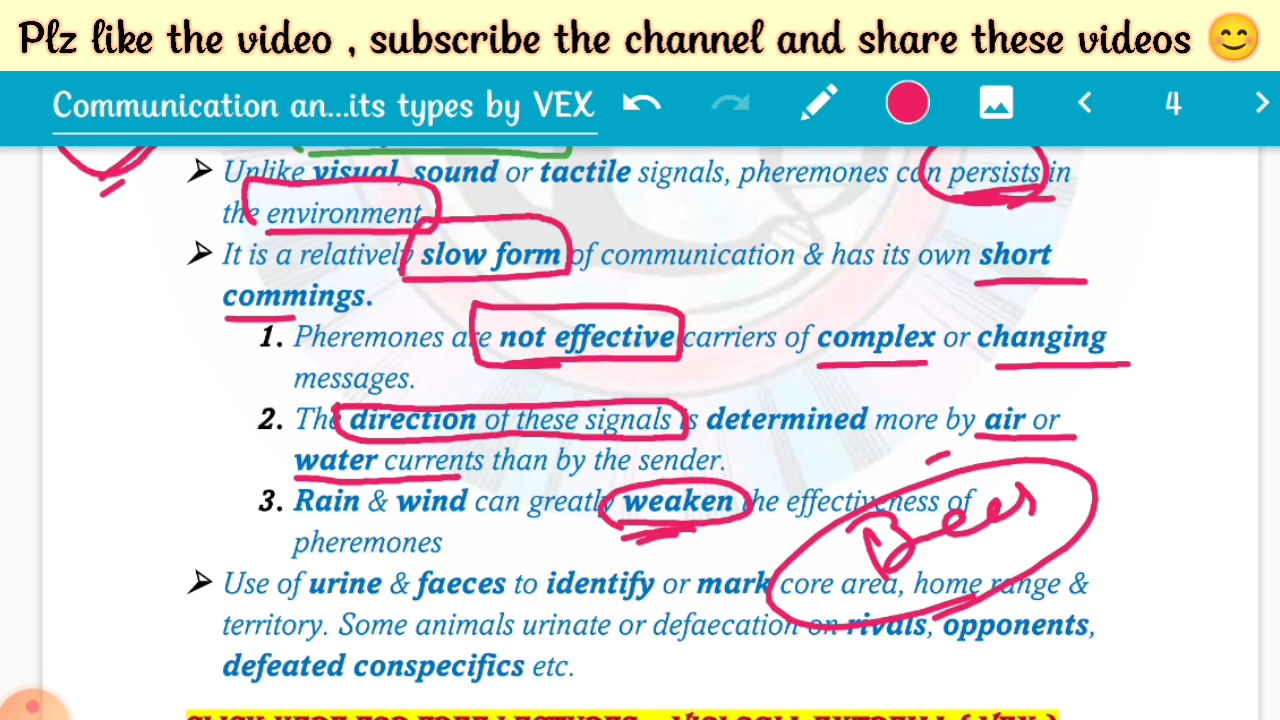 Plz like the video , subscribe the channel and share these videos 😊
Communication an...its types by VEX
4
Unlike visual, sound or tactile signals, pheremones can persists in
the environment
It is a relatively slow form of communication & has its own short
commings.
1. Pheremones are not effective carriers of complex or changing
messages.
2. The direction of these signals is determined more by air or
water currents than by the sender.
3. Rain & wind can greatly weaken the effectiveness of
pheremones
Bees
Use of urine & faeces to identify or mark core area, home range &
territory. Some animals urinate or defaecation on rivals, opponents,
defeated conspecifics etc.